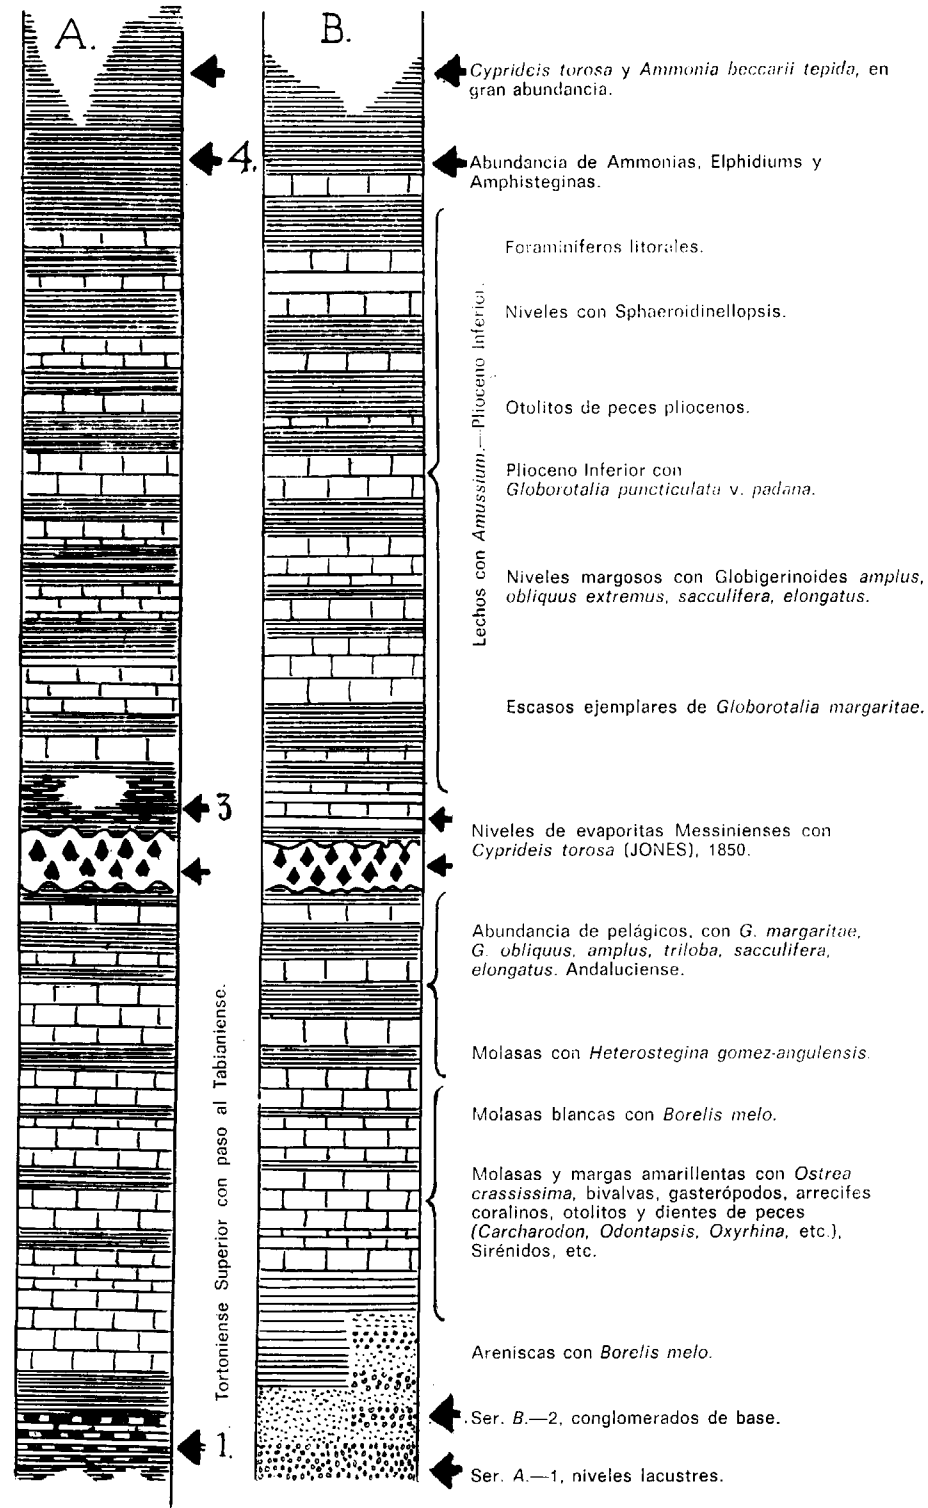 A.
B.
Cyprideis torosa y Ammonia beccarii tepida, en
gran abundancia.
4.
Abundancia de Ammonias, Elphidiums y
Amphisteginas.
Foraminíferos litorales.
Niveles con Sphaeroidinellopsis.
Lechos con Amussium.—Plioceno Inferior.
Otolitos de peces pliocenos.
Plioceno Inferior con
Globorotalia puncticulata v. padana.
Niveles margosos con Globigerinoides amplus,
obliquus extremus, sacculifera, elongatus.
Escasos ejemplares de Globorotalia margaritae.
3
Niveles de evaporitas Messinienses con
Cyprideis torosa (JONES), 1850.
Abundancia de pelágicos, con G. margaritae,
G. obliquus, amplus, triloba, sacculifera,
elongatus. Andaluciense.
Tortoniense Superior con paso al Tabianiense.
Molasas con Heterostegina gomez-angulensis.
Molasas blancas con Borelis melo.
Molasas y margas amarillentas con Ostrea
crassissima, bivalvas, gasterópodos, arrecifes
coralinos, otolitos y dientes de peces
(Carcharodon, Odontapsis, Oxyrhina, etc.),
Sirénidos, etc.
Areniscas con Borelis melo.
Ser. B.—2, conglomerados de base.
1.
Ser. A.—1, niveles lacustres.